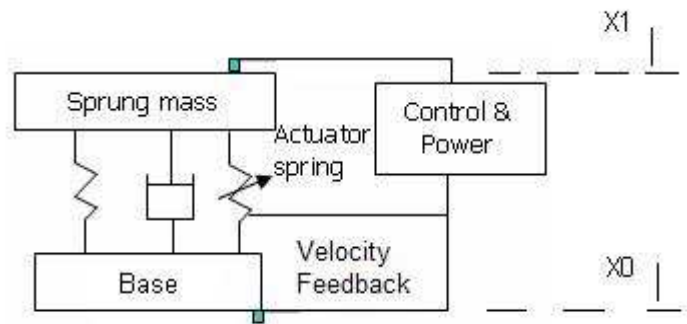 X1
Sprung mass
Control &
Power
Actuator
spring
Velocity
Feedback
Base
X0